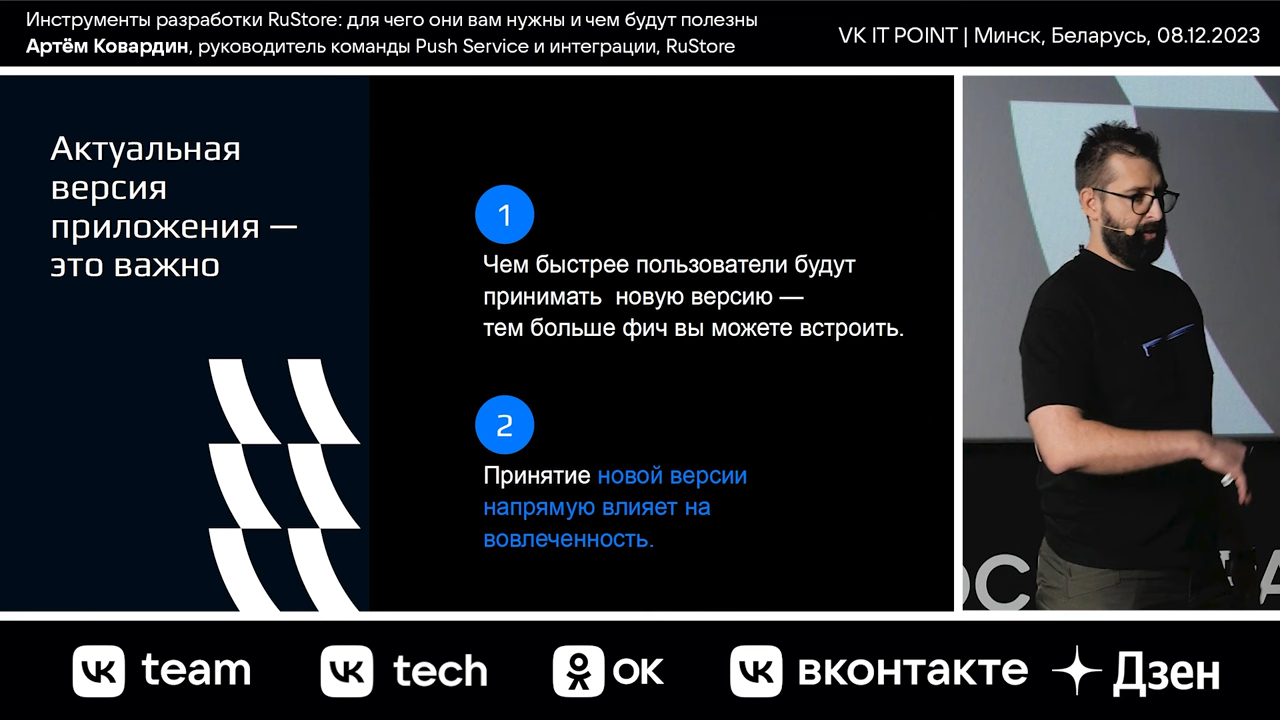 Инструменты разработки RuStore: для чего они вам нужны и чем будут полезны
Артём Ковардин, руководитель команды Push Service и интеграции, RuStore
VK IT POINT | Минск, Беларусь, 08.12.2023
Актуальная
версия
приложения —
это важно
1
Чем быстрее пользователи будут
принимать новую версию —
тем больше фич вы можете встроить.
2
Принятие новой версии
напрямую влияет на
вовлеченность.
team
tech
ОК
вконтакте
Дзен